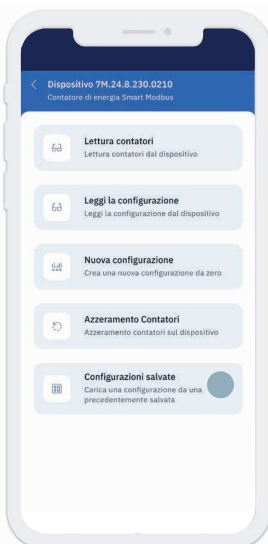 Dispositivo 7M.24.8.230.0210
Contatore di energia Smart Modbus
Lettura contatori
Lettura contatori dal dispositivo
Leggi la configurazione
Leggi la configurazione dal dispositivo
Nuova configurazione
Crea una nuova configurazione da zero
Azzeramento Contatori
Azzeramento contatori sul dispositivo
Configurazioni salvate
Carica una configurazione da una
precedentemente salvata